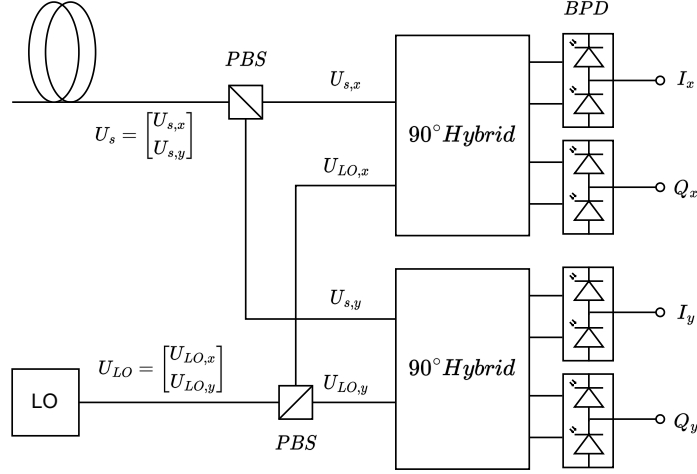 BPD
PBS
U_{s,x}
I_x
U_s = [U_{s,x}
U_{s,y}]
90° Hybrid
U_{LO,x}
Q_x
U_{s,y}
I_y
U_{LO} = [U_{LO,x}
U_{LO,y}]
90° Hybrid
LO
U_{LO,y}
PBS
Q_y